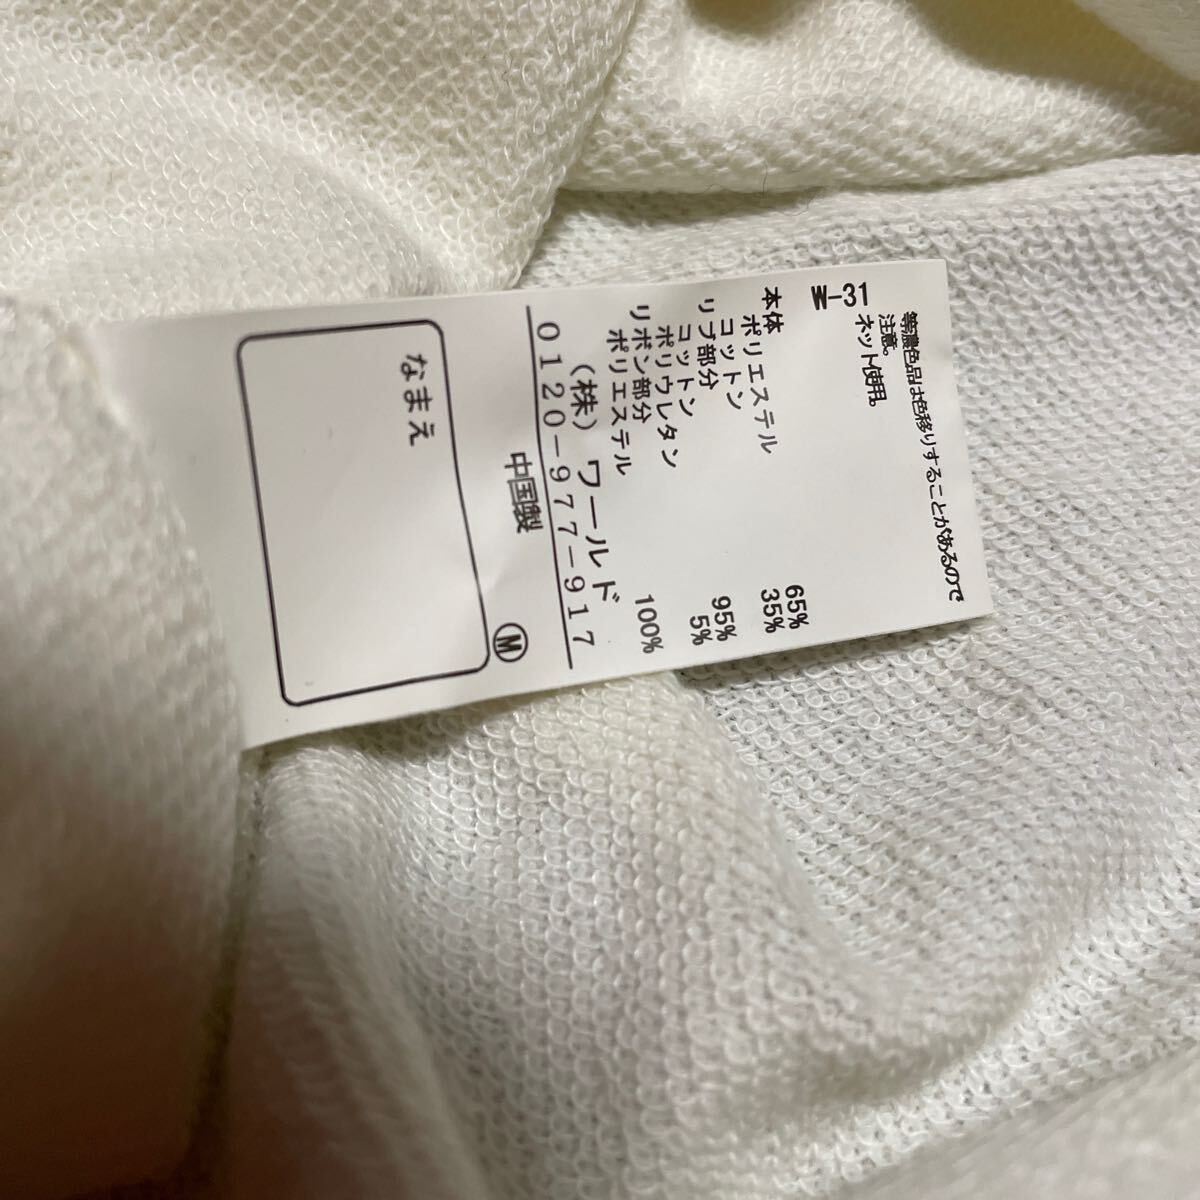 等濃色品は色移りすることがあるので
注意。
ネット使用。
W-31
本体
ポリエステル 65%
コットン 35%
リブ部分
コットン 95%
ポリウレタン 5%
リボン部分
ポリエステル 100%
(株) ワールド
0120-977-917
中国製
M
なまえ